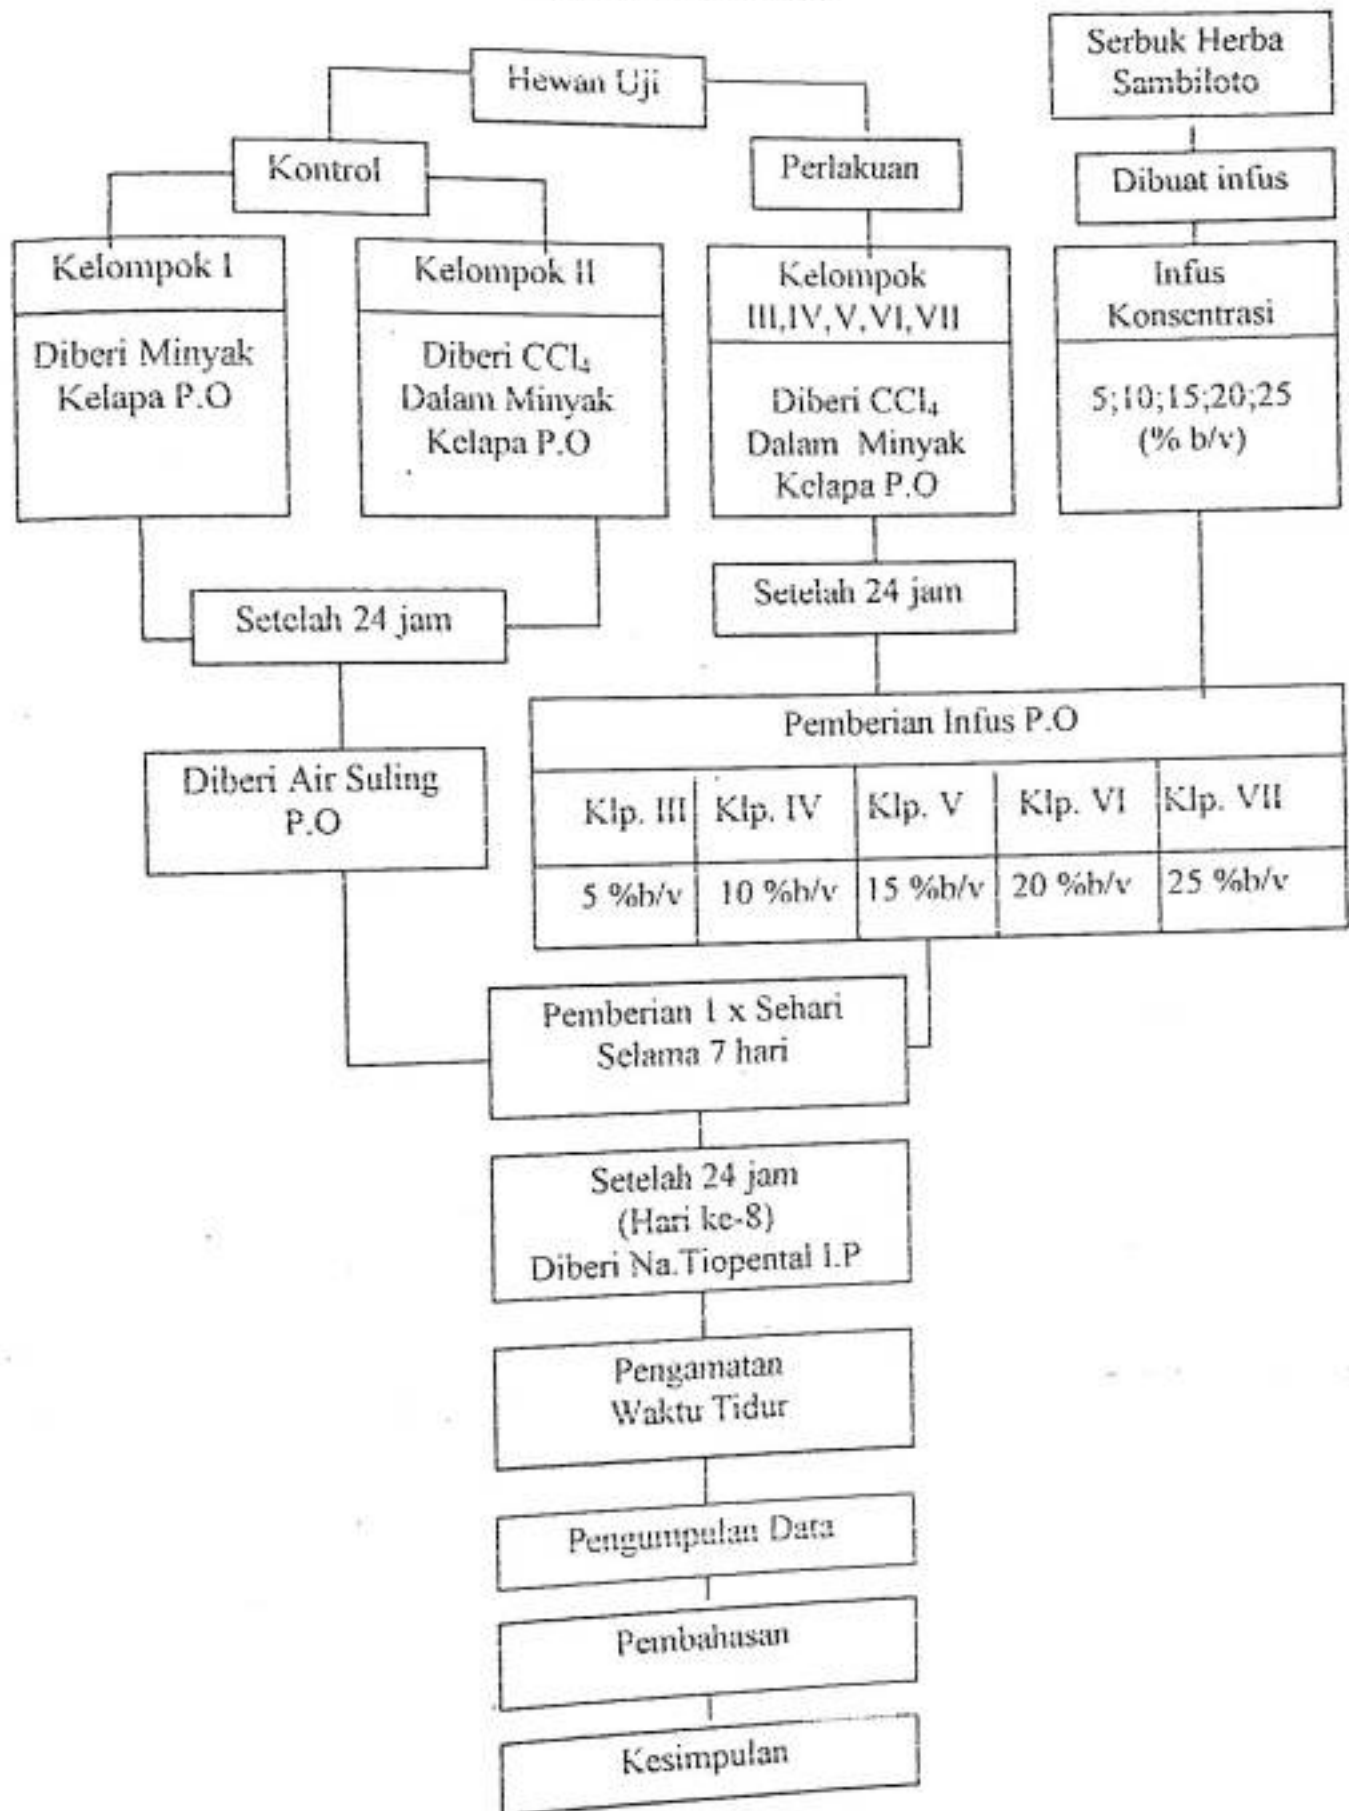 Hewan Uji
Serbuk Herba
Sambiloto
Kontrol
Perlakuan
Dibuat infus
Kelompok I
Diberi Minyak
Kelapa P.O
Kelompok II
Diberi CCl₄
Dalam Minyak
Kelapa P.O
Kelompok
III,IV,V,VI,VII
Diberi CCl₄
Dalam Minyak
Kelapa P.O
Infus
Konsentrasi
5;10;15;20;25
(% b/v)
Setelah 24 jam
Setelah 24 jam
Diberi Air Suling
P.O
Pemberian Infus P.O
Klp. III Klp. IV Klp. V Klp. VI Klp. VII
5 %b/v 10 %b/v 15 %b/v 20 %b/v 25 %b/v
Pemberian 1 x Sehari
Selama 7 hari
Setelah 24 jam
(Hari ke-8)
Diberi Na.Tiopental I.P
Pengamatan
Waktu Tidur
Pengumpulan Data
Pembahasan
Kesimpulan